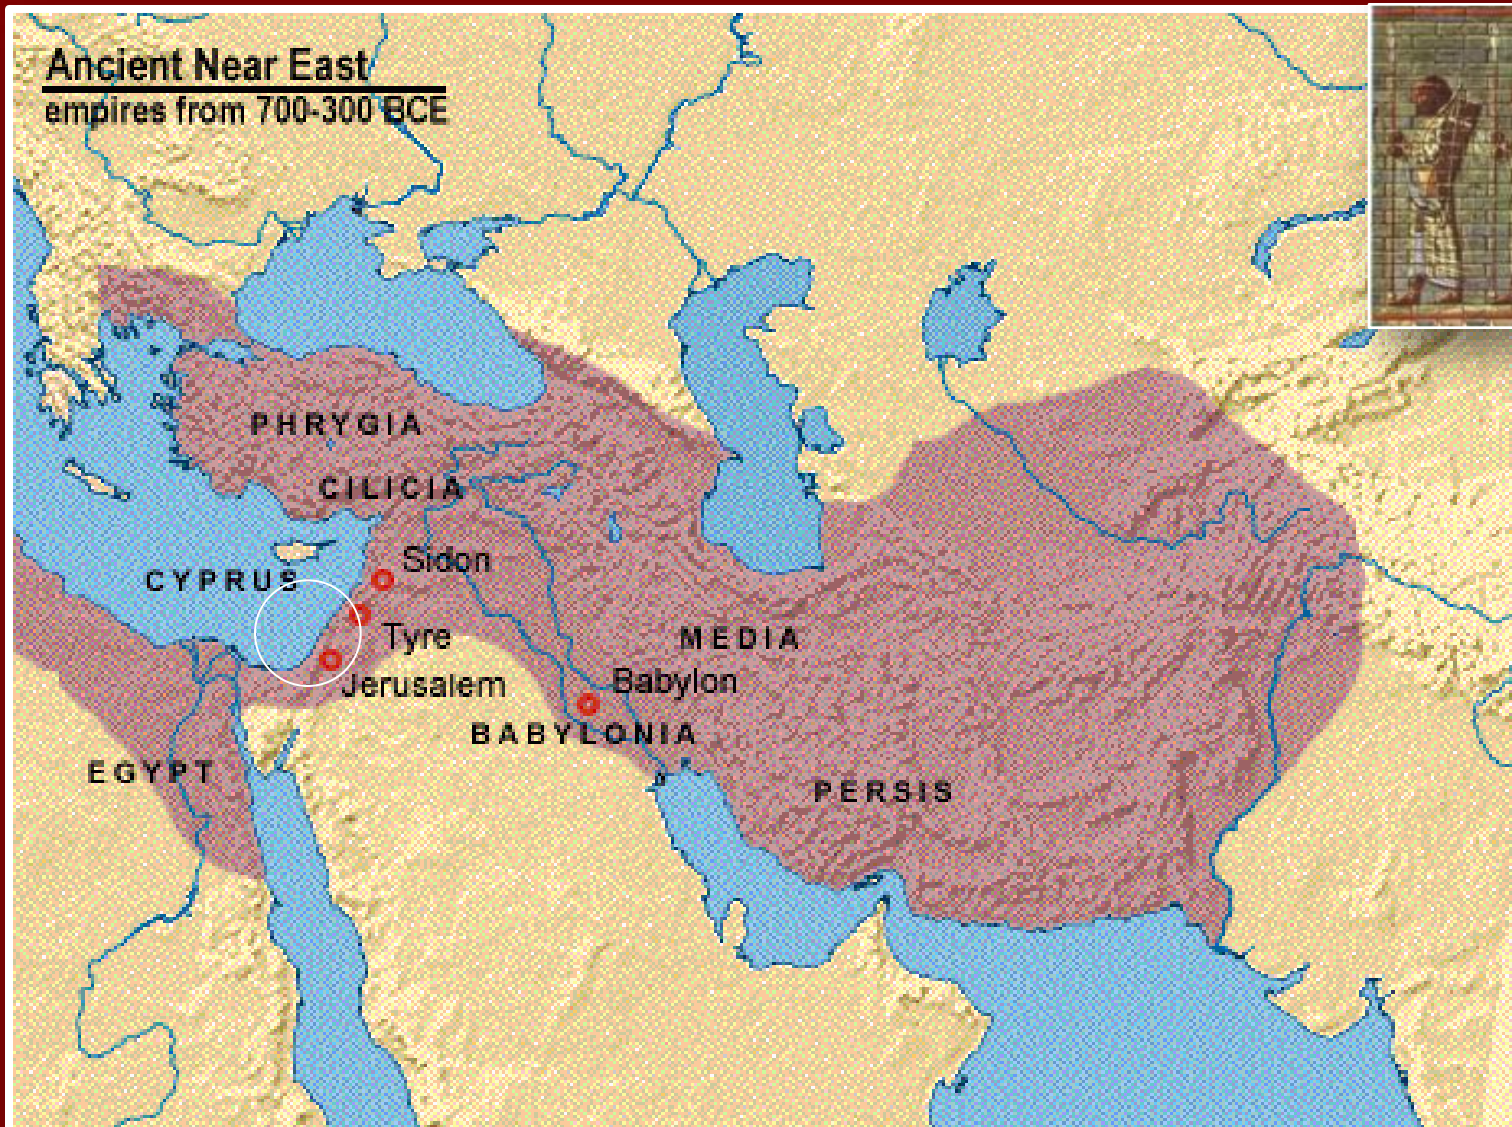 Ancient Near East
empires from 700-300 BCE
PHRYGIA
CILICIA
Sidon
CYPRUS
Tyre
MEDIA
Jerusalem
Babylon
BABYLONIA
EGYPT
PERSIS